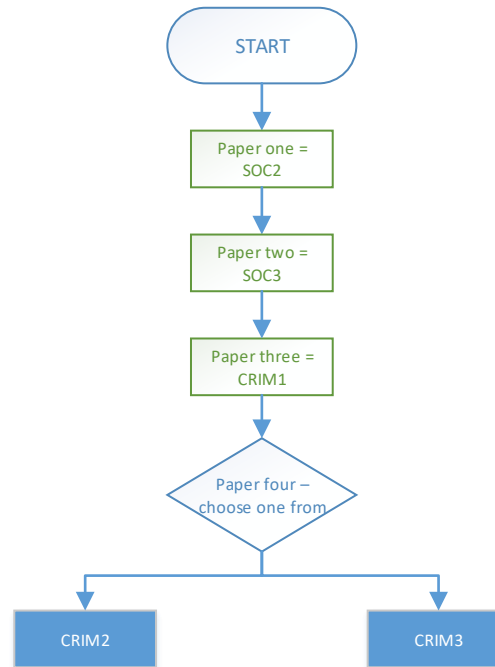 START
Paper one =
SOC2
Paper two =
SOC3
Paper three =
CRIM1
Paper four –
choose one from
CRIM2
CRIM3